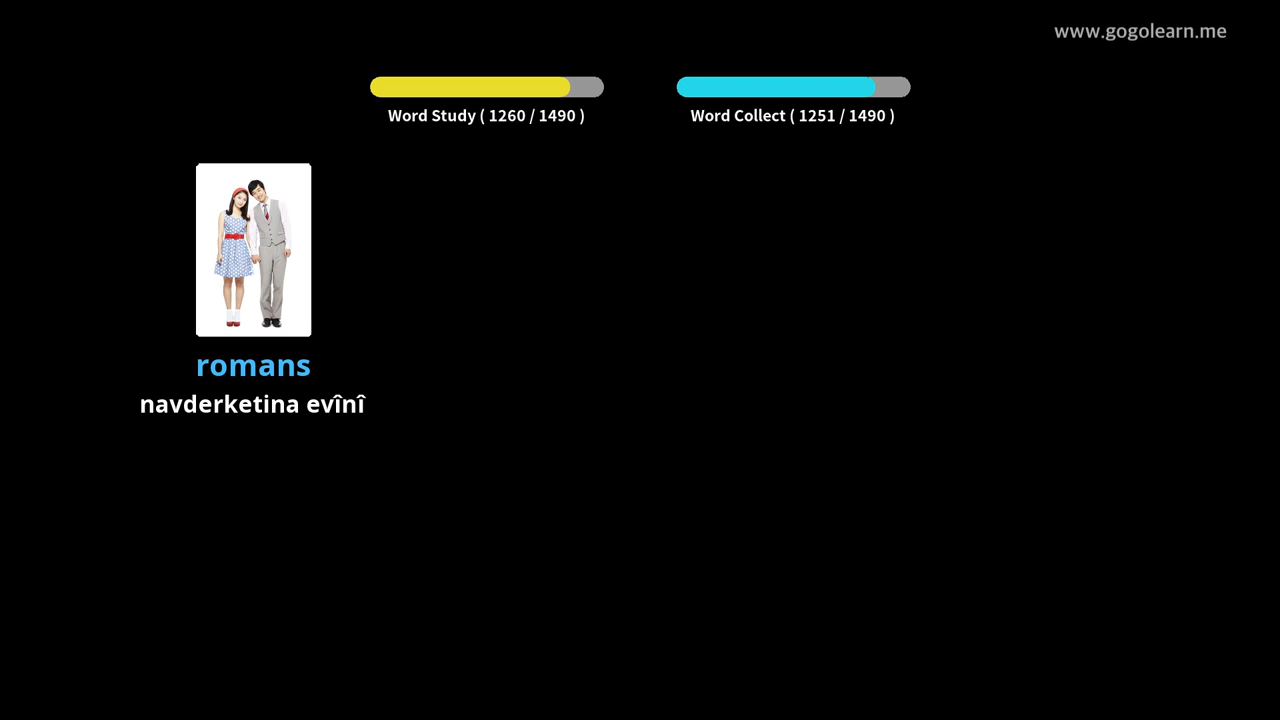 www.gogolearn.me
Word Study ( 1260 / 1490 )
Word Collect ( 1251 / 1490 )
romans
navderketina evînî